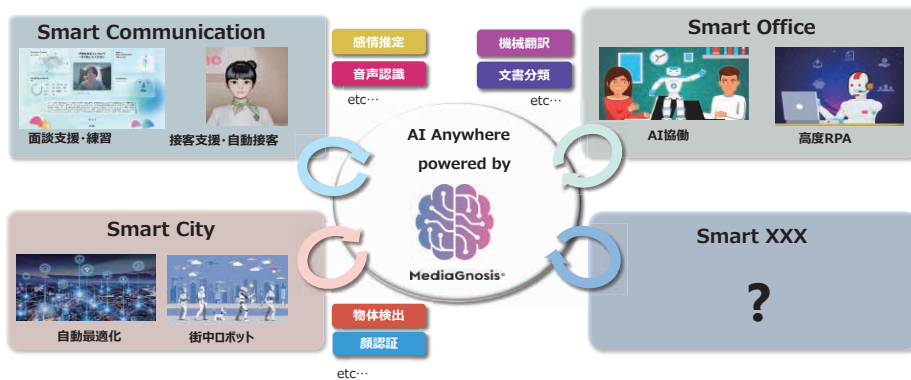 Smart Communication
面談支援・練習
接客支援・自動接客
感情推定
音声認識
etc…
機械翻訳
文書分類
etc…
Smart Office
AI協働
高度RPA
AI Anywhere
powered by
MediaGnosis®
Smart City
自動最適化
街中ロボット
物体検出
顔認証
etc…
Smart XXX
?